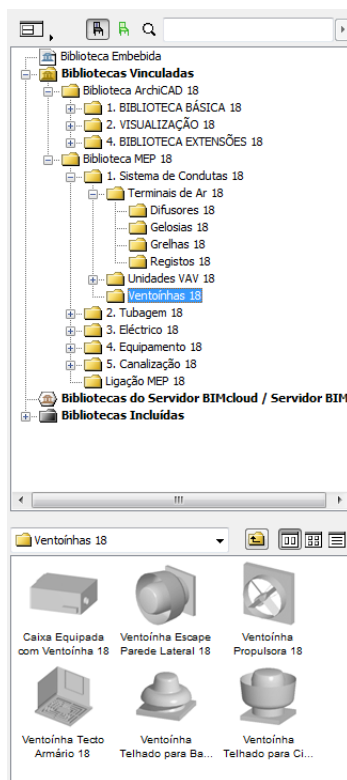 Biblioteca Embebida
Bibliotecas Vinculadas
Biblioteca ArchiCAD 18
1. BIBLIOTECA BÁSICA 18
2. VISUALIZAÇÃO 18
4. BIBLIOTECA EXTENSÕES 18
Biblioteca MEP 18
1. Sistema de Condutas 18
Terminais de Ar 18
Difusores 18
Gelosias 18
Grelhas 18
Registos 18
Unidades VAV 18
Ventoínhas 18
2. Tubagem 18
3. Eléctrico 18
4. Equipamento 18
5. Canalização 18
Ligação MEP 18
Bibliotecas do Servidor BIMcloud / Servidor BIM
Bibliotecas Incluídas
Ventoínhas 18
Caixa Equipada
com Ventoínha 18
Ventoínha Escape
Parede Lateral 18
Ventoínha
Propulsora 18
Ventoínha Tecto
Armário 18
Ventoínha
Telhado para Ba...
Ventoínha
Telhado para Ci...